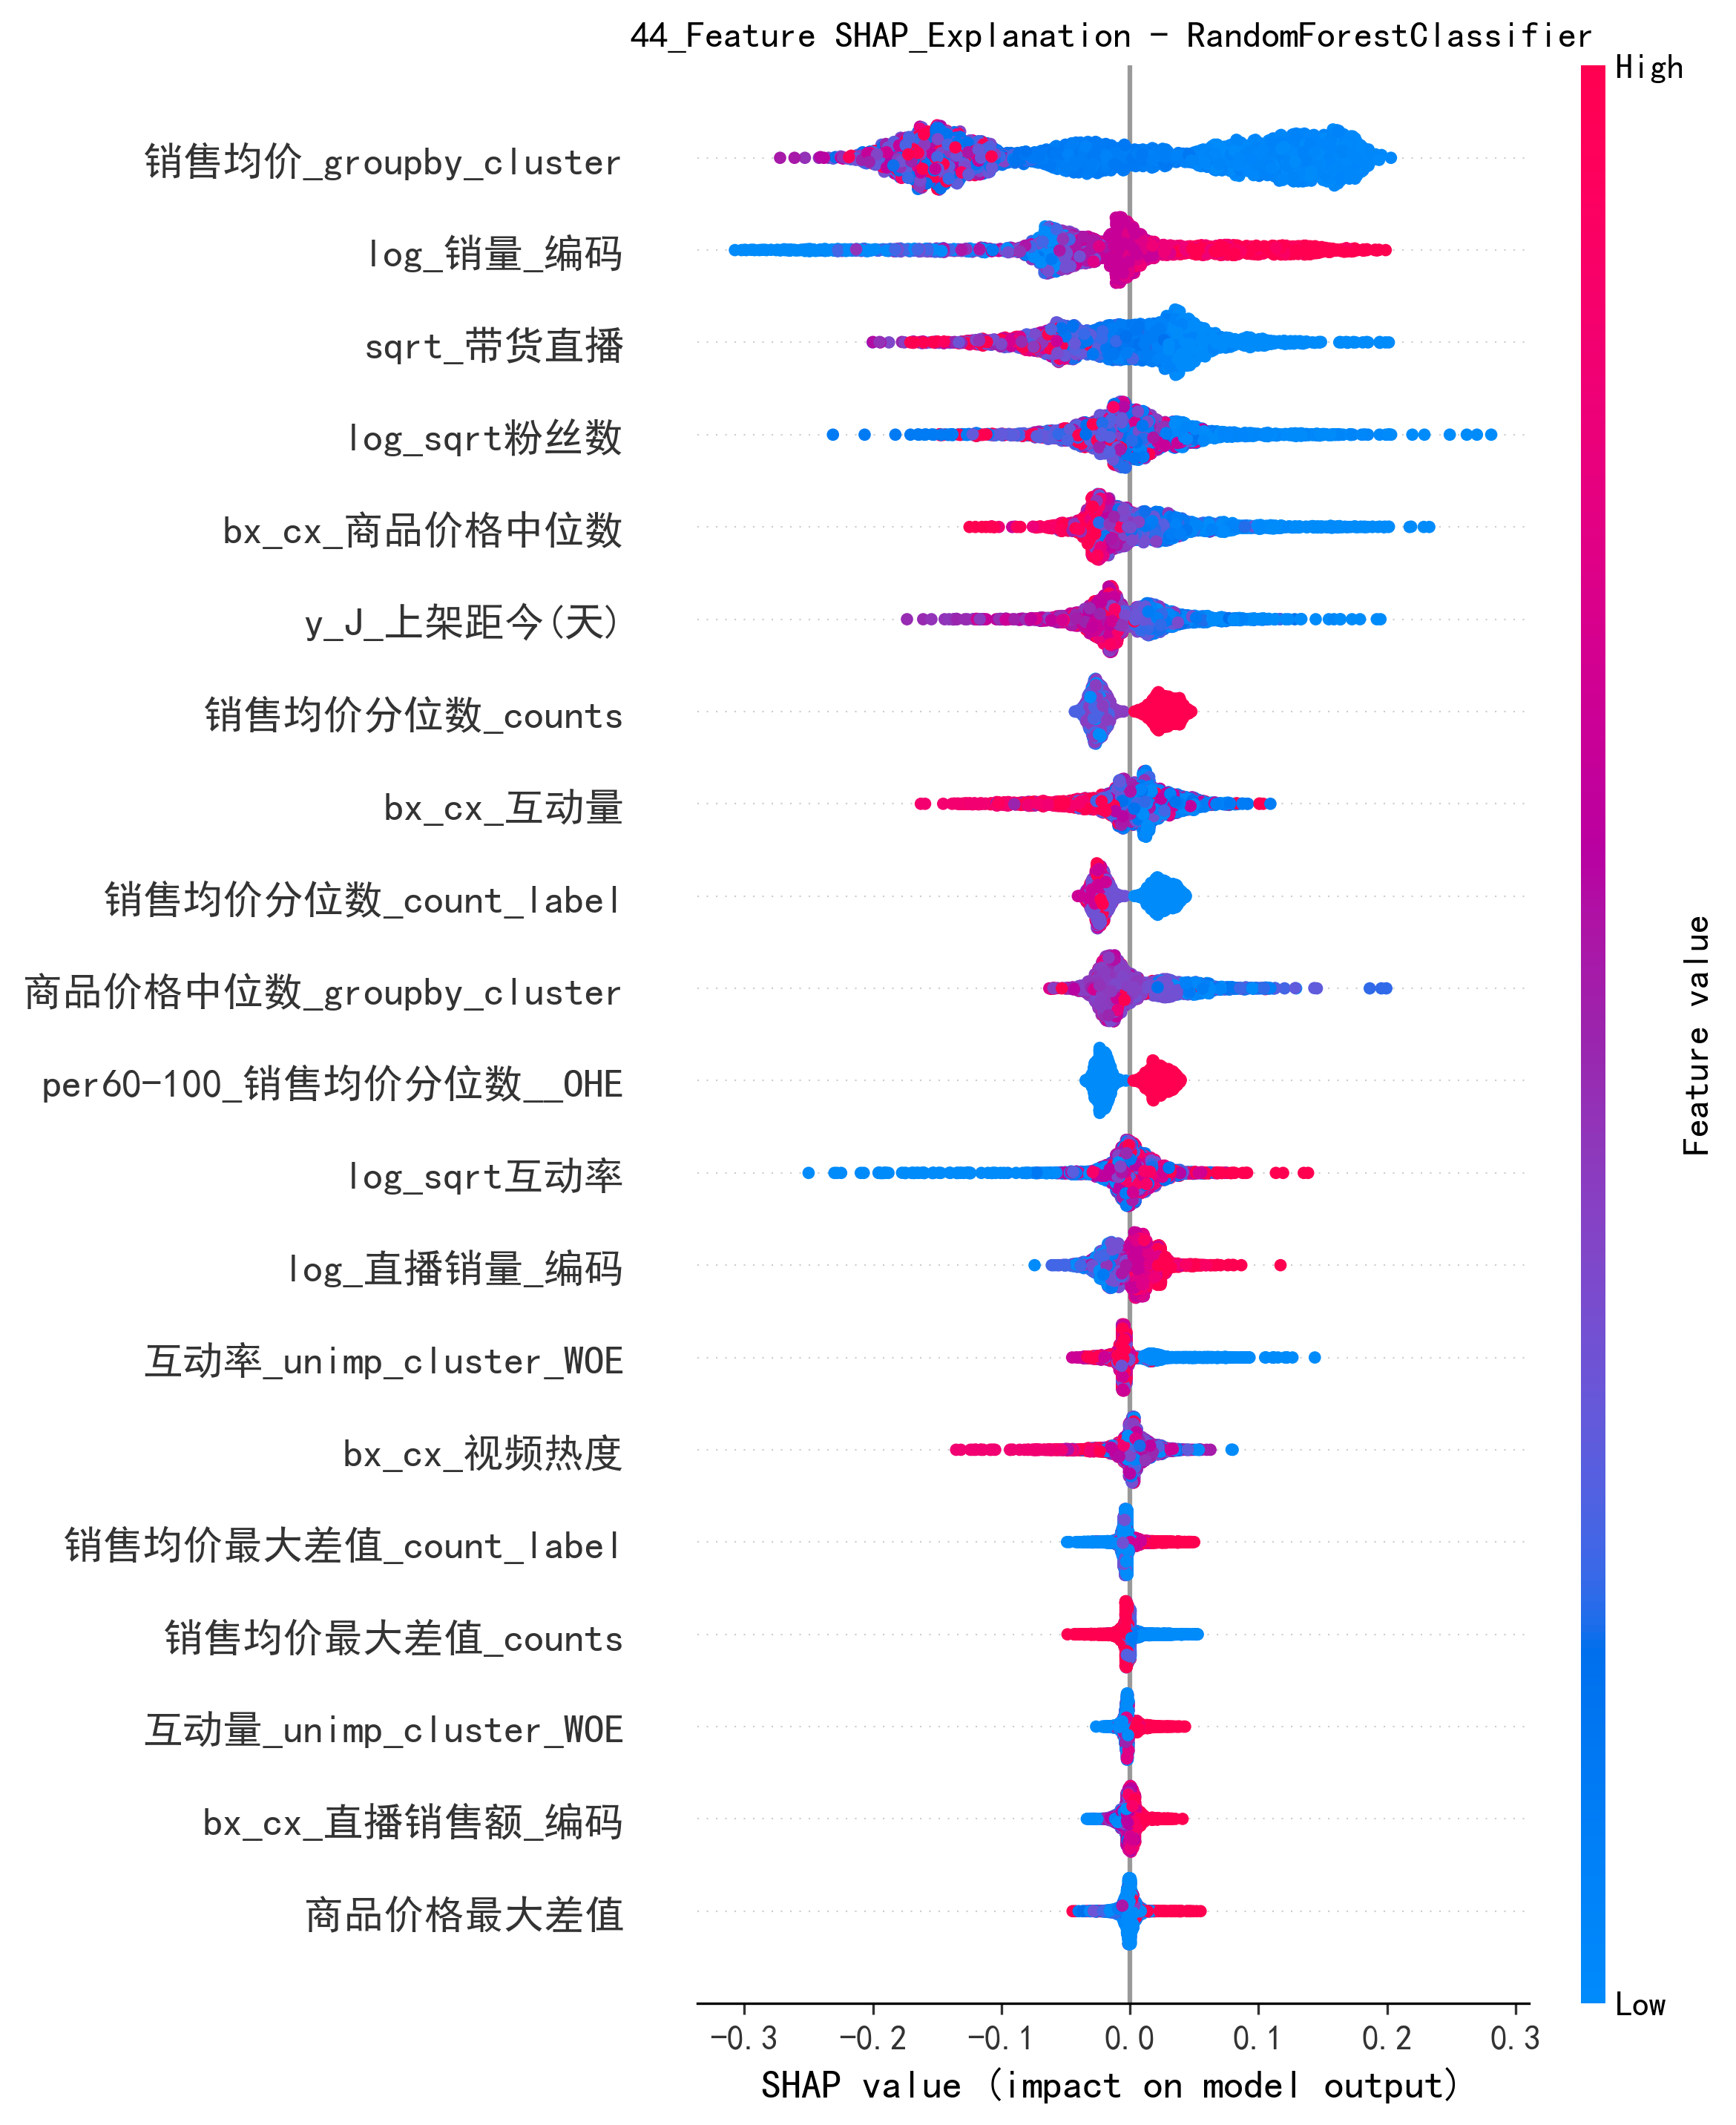 44_Feature SHAP_Explanation - RandomForestClassifier
High
销售均价_groupby_cluster
log_销量_编码
sqrt_带货直播
log_sqrt粉丝数
bx_cx_商品价格中位数
y_J_上架距今(天)
销售均价分位数_counts
bx_cx_互动量
销售均价分位数_count_label
商品价格中位数_groupby_cluster
per60-100_销售均价分位数__OHE
log_sqrt互动率
log_直播销量_编码
互动率_unimp_cluster_WOE
bx_cx_视频热度
销售均价最大差值_count_label
销售均价最大差值_counts
互动量_unimp_cluster_WOE
bx_cx_直播销售额_编码
商品价格最大差值
Feature value
Low
-0.3 -0.2 -0.1 0.0 0.1 0.2 0.3
SHAP value (impact on model output)